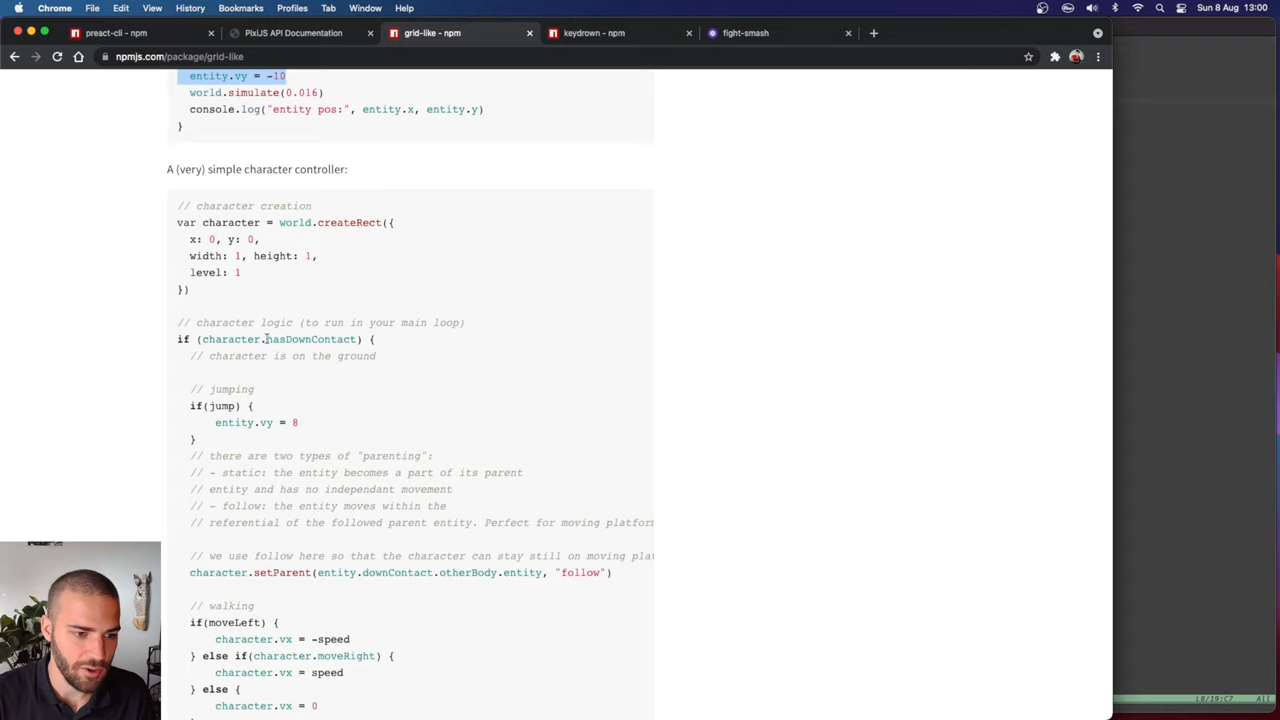 Chrome File Edit View History Bookmarks Profiles Tab Window Help Sun 8 Aug 13:00
preact-cli - npm PixiJS API Documentation grid-like - npm keydrown - npm fight-smash
npmjs.com/package/grid-like
entity.vy = -10
world.simulate(0.016)
console.log("entity pos:", entity.x, entity.y)
}
A (very) simple character controller:
// character creation
var character = world.createRect({
x: 0, y: 0,
width: 1, height: 1,
level: 1
})
// character logic (to run in your main loop)
if (character.hasDownContact) {
// character is on the ground
// jumping
if(jump) {
entity.vy = 8
}
// there are two types of "parenting":
// - static: the entity becomes a part of its parent
// entity and has no independant movement
// - follow: the entity moves within the
// referential of the followed parent entity. Perfect for moving platform
// we use follow here so that the character can stay still on moving plat
character.setParent(entity.downContact.otherBody.entity, "follow")
// walking
if(moveLeft) {
character.vx = -speed
} else if(character.moveRight) {
character.vx = speed
} else {
character.vx = 0
L8/19:C7 All